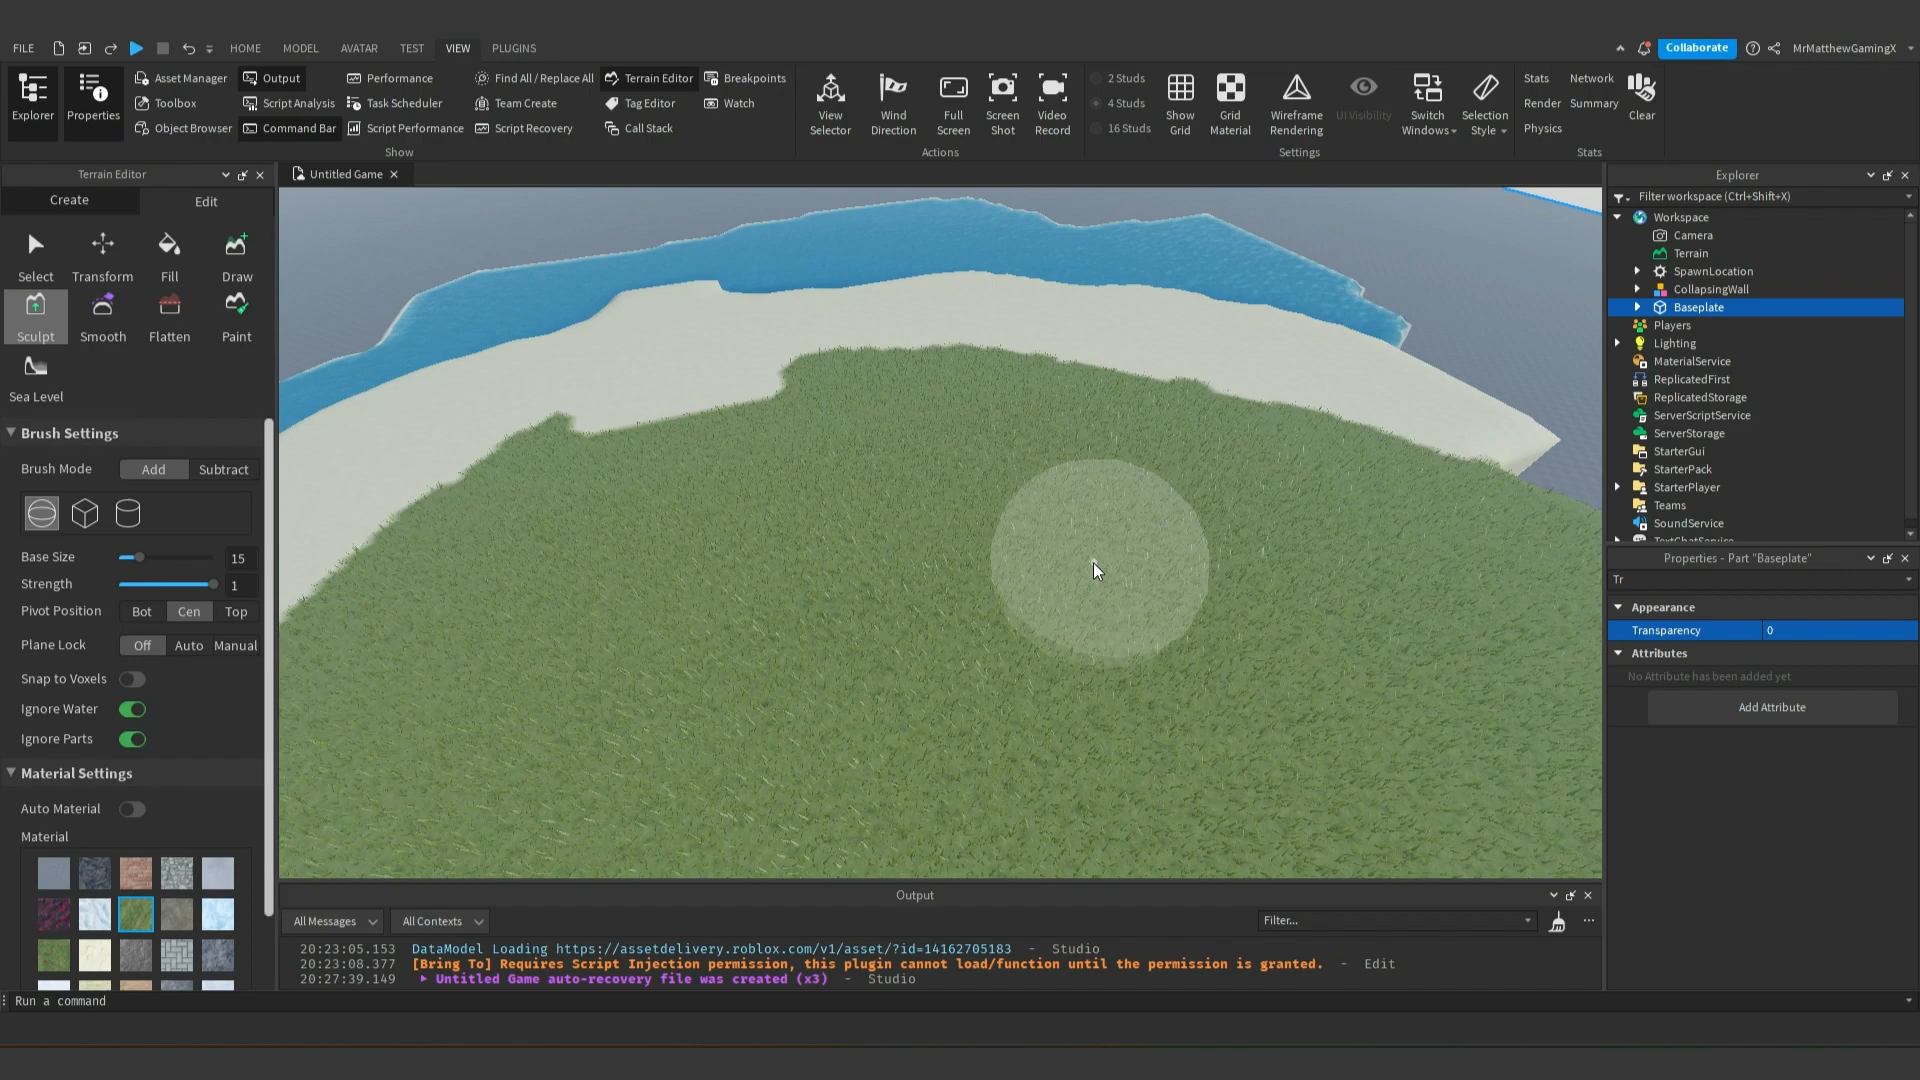 FILE
HOME
MODEL
AVATAR
TEST
VIEW
PLUGINS
Collaborate
MrMatthewGamingX
Explorer
Properties
Asset Manager
Toolbox
Object Browser
Output
Script Analysis
Command Bar
Performance
Task Scheduler
Script Performance
Find All / Replace All
Team Create
Script Recovery
Terrain Editor
Tag Editor
Call Stack
Breakpoints
Watch
Show
View Selector
Wind Direction
Full Screen
Screen Shot
Video Record
Actions
2 Studs
4 Studs
16 Studs
Show Grid
Grid Material
Wireframe Rendering
UI Visibility
Switch Windows
Selection Style
Settings
Stats
Network
Render
Summary
Physics
Clear
Stats
Terrain Editor
Create
Edit
Select
Transform
Fill
Draw
Sculpt
Smooth
Flatten
Paint
Sea Level
Brush Settings
Brush Mode
Add
Subtract
Base Size
15
Strength
1
Pivot Position
Bot
Cen
Top
Plane Lock
Off
Auto
Manual
Snap to Voxels
Ignore Water
Ignore Parts
Material Settings
Auto Material
Material
Untitled Game
Output
All Messages
All Contexts
Filter...
20:23:05.153 DataModel Loading https://assetdelivery.roblox.com/v1/asset/?id=14162705183 - Studio
20:23:08.377 [Bring To] Requires Script Injection permission, this plugin cannot load/function until the permission is granted. - Edit
20:27:39.149 Untitled Game auto-recovery file was created (x3) - Studio
Run a command
Explorer
Filter workspace (Ctrl+Shift+X)
Workspace
Camera
Terrain
SpawnLocation
CollapsingWall
Baseplate
Players
Lighting
MaterialService
ReplicatedFirst
ReplicatedStorage
ServerScriptService
ServerStorage
StarterGui
StarterPack
StarterPlayer
Teams
SoundService
TextChatService
Properties - Part "Baseplate"
Tr
Appearance
Transparency
0
Attributes
No Attribute has been added yet
Add Attribute